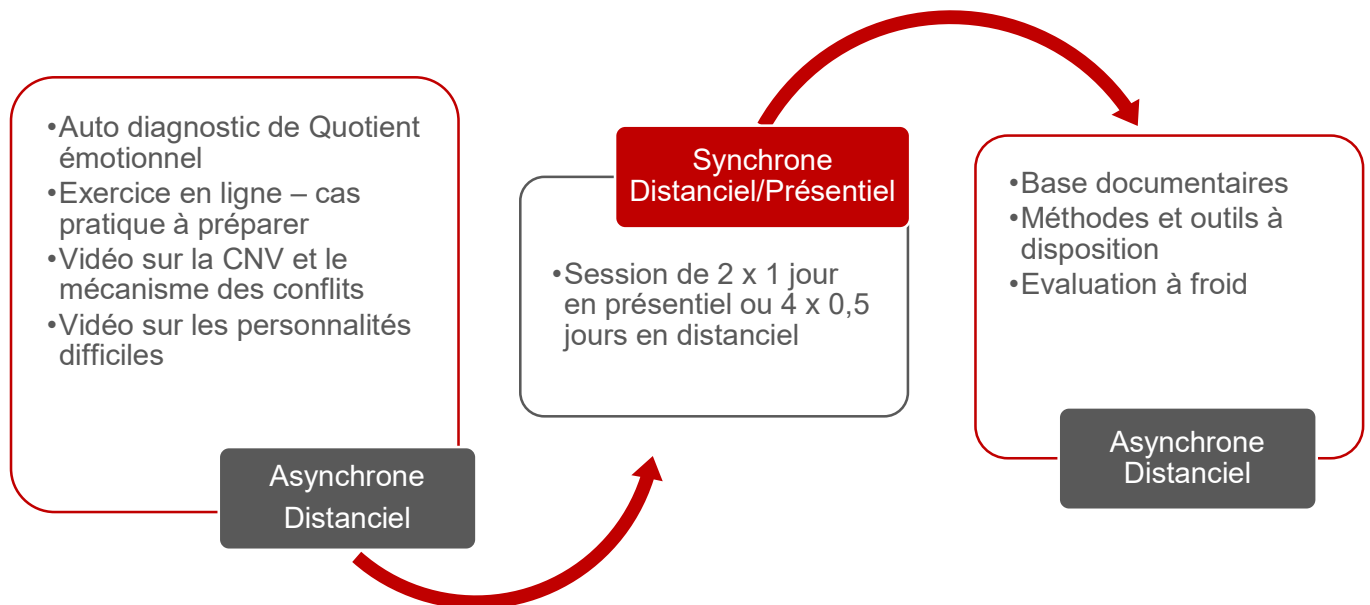 •Auto diagnostic de Quotient
émotionnel
•Exercice en ligne – cas
pratique à préparer
•Vidéo sur la CNV et le
mécanisme des conflits
•Vidéo sur les personnalités
difficiles
Asynchrone
Distanciel
Synchrone
Distanciel/Présentiel
•Session de 2 x 1 jour
en présentiel ou 4 x 0,5
jours en distanciel
•Base documentaires
•Méthodes et outils à
disposition
•Evaluation à froid
Asynchrone
Distanciel